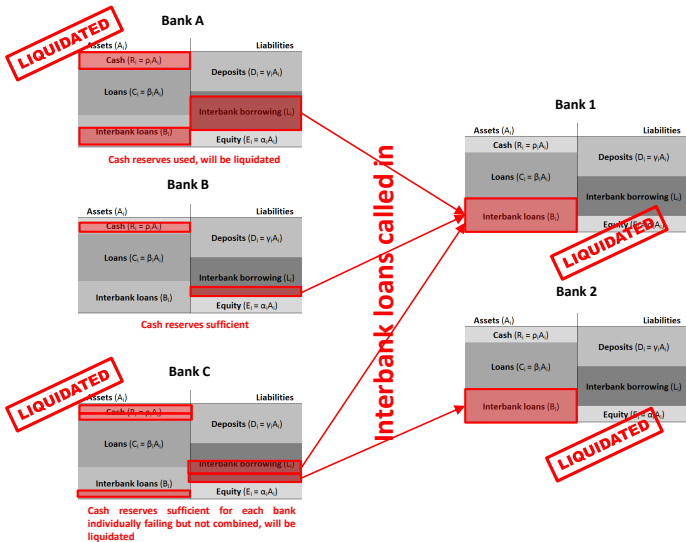 Bank A
LIQUIDATED
Assets (Aᵢ) Liabilities
Cash (Rᵢ = ρᵢAᵢ)
Deposits (Dᵢ = γᵢAᵢ)
Loans (Cᵢ = βᵢAᵢ)
Interbank borrowing (Lᵢ)
Interbank loans (Bᵢ)
Equity (Eᵢ = αᵢAᵢ)
Cash reserves used, will be liquidated
Bank B
Assets (Aᵢ) Liabilities
Cash (Rᵢ = ρᵢAᵢ)
Deposits (Dᵢ = γᵢAᵢ)
Loans (Cᵢ = βᵢAᵢ)
Interbank borrowing (Lᵢ)
Interbank loans (Bᵢ)
Equity (Eᵢ = αᵢAᵢ)
Cash reserves sufficient
Bank C
LIQUIDATED
Assets (Aᵢ) Liabilities
Cash (Rᵢ = ρᵢAᵢ)
Deposits (Dᵢ = γᵢAᵢ)
Loans (Cᵢ = βᵢAᵢ)
Interbank borrowing (Lᵢ)
Interbank loans (Bᵢ)
Equity (Eᵢ = αᵢAᵢ)
Cash reserves sufficient for each bank
individually failing but not combined, will be
liquidated
Interbank loans called in
Bank 1
Assets (Aᵢ) Liabilities
Cash (Rᵢ = ρᵢAᵢ)
Deposits (Dᵢ = γᵢAᵢ)
Loans (Cᵢ = βᵢAᵢ)
Interbank borrowing (Lᵢ)
Interbank loans (Bᵢ)
Equity (Eᵢ = αᵢAᵢ)
LIQUIDATED
Bank 2
Assets (Aᵢ) Liabilities
Cash (Rᵢ = ρᵢAᵢ)
Deposits (Dᵢ = γᵢAᵢ)
Loans (Cᵢ = βᵢAᵢ)
Interbank borrowing (Lᵢ)
Interbank loans (Bᵢ)
Equity (Eᵢ = αᵢAᵢ)
LIQUIDATED